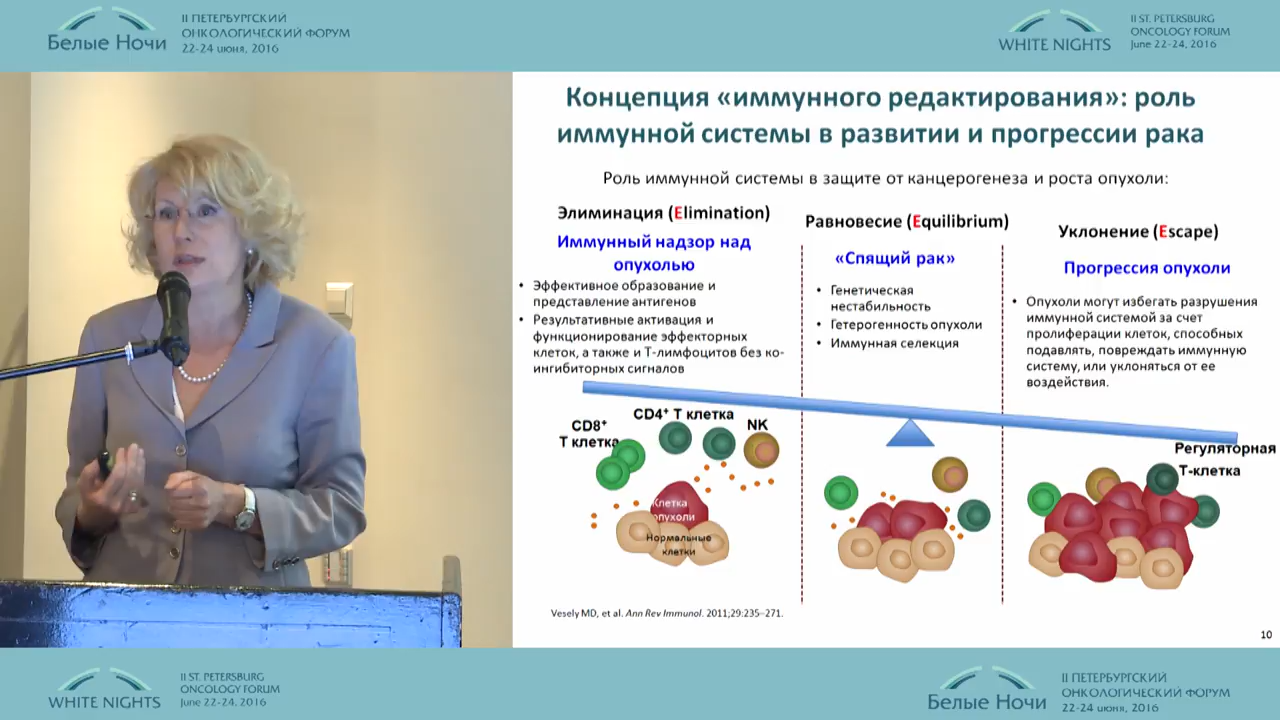 Белые Ночи
II ПЕТЕРБУРГСКИЙ
ОНКОЛОГИЧЕСКИЙ ФОРУМ
22-24 июня, 2016
WHITE NIGHTS
II ST. PETERSBURG
ONCOLOGY FORUM
June 22-24, 2016
Концепция «иммунного редактирования»: роль
иммунной системы в развитии и прогрессии рака
Роль иммунной системы в защите от канцерогенеза и роста опухоли:
Элиминация (Elimination)
Иммунный надзор над
опухолью
• Эффективное образование и
представление антигенов
• Результативные активация и
функционирование эффекторных
клеток, а также и Т-лимфоцитов без ко-
ингибиторных сигналов
Равновесие (Equilibrium)
«Спящий рак»
• Генетическая
нестабильность
• Гетерогенность опухоли
• Иммунная селекция
Уклонение (Escape)
Прогрессия опухоли
• Опухоли могут избегать разрушения
иммунной системой за счет
пролиферации клеток, способных
подавлять, повреждать иммунную
систему, или уклоняться от ее
воздействия.
CD8+
Т клетка
CD4+ Т клетка
NK
Клетка
опухоли
Нормальные
клетки
Регуляторная
Т-клетка
Vesely MD, et al. Ann Rev Immunol. 2011;29:235–271.
10
WHITE NIGHTS
II ST. PETERSBURG
ONCOLOGY FORUM
June 22-24, 2016
Белые Ночи
II ПЕТЕРБУРГСКИЙ
ОНКОЛОГИЧЕСКИЙ ФОРУМ
22-24 июня, 2016